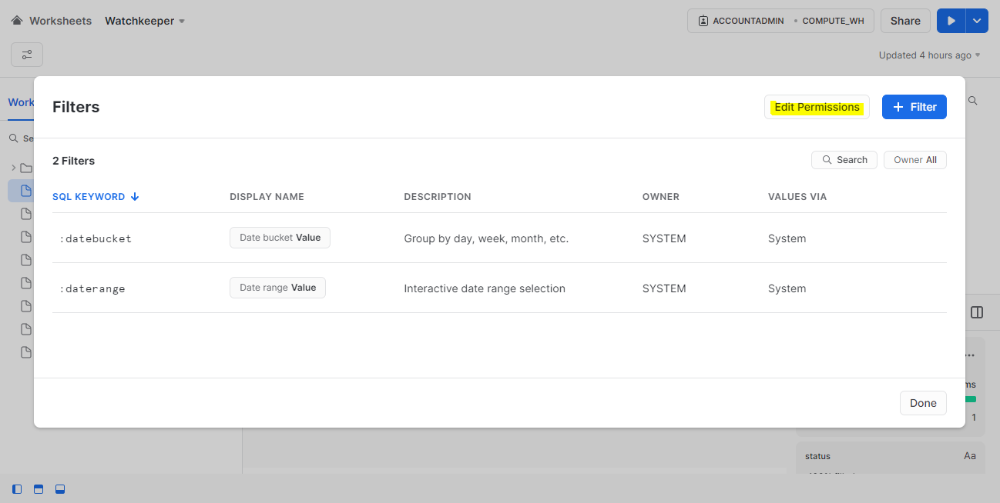 Worksheets Watchkeeper
ACCOUNTADMIN • COMPUTE_WH Share
Updated 4 hours ago
Work
Se
Filters
Edit Permissions
+ Filter
2 Filters
Search
Owner All
SQL KEYWORD DISPLAY NAME DESCRIPTION OWNER VALUES VIA
:datebucket Date bucket Value Group by day, week, month, etc. SYSTEM System
:daterange Date range Value Interactive date range selection SYSTEM System
ms
Done
1
status Aa